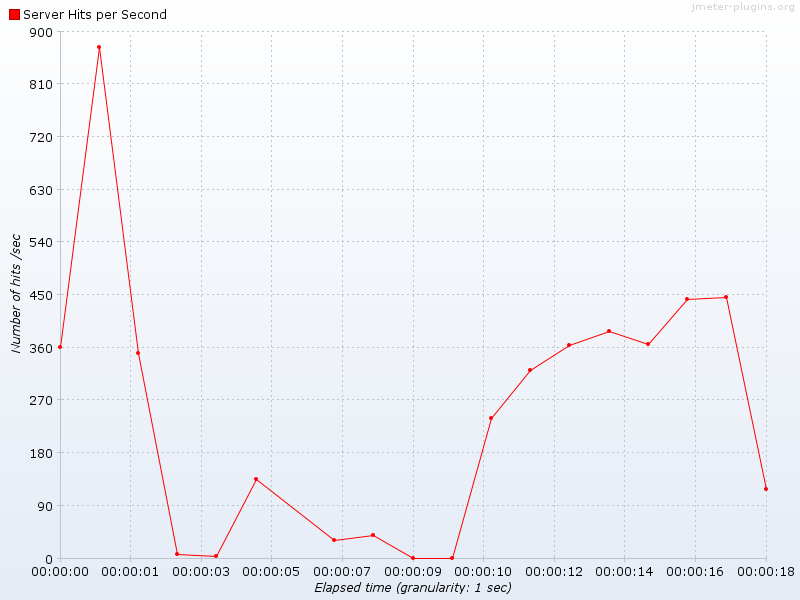 jmeter-plugins.org
Server Hits per Second
900
810
720
630
540
450
360
270
180
90
0
Number of hits /sec
00:00:00 00:00:01 00:00:03 00:00:05 00:00:07 00:00:09 00:00:10 00:00:12 00:00:14 00:00:16 00:00:18
Elapsed time (granularity: 1 sec)